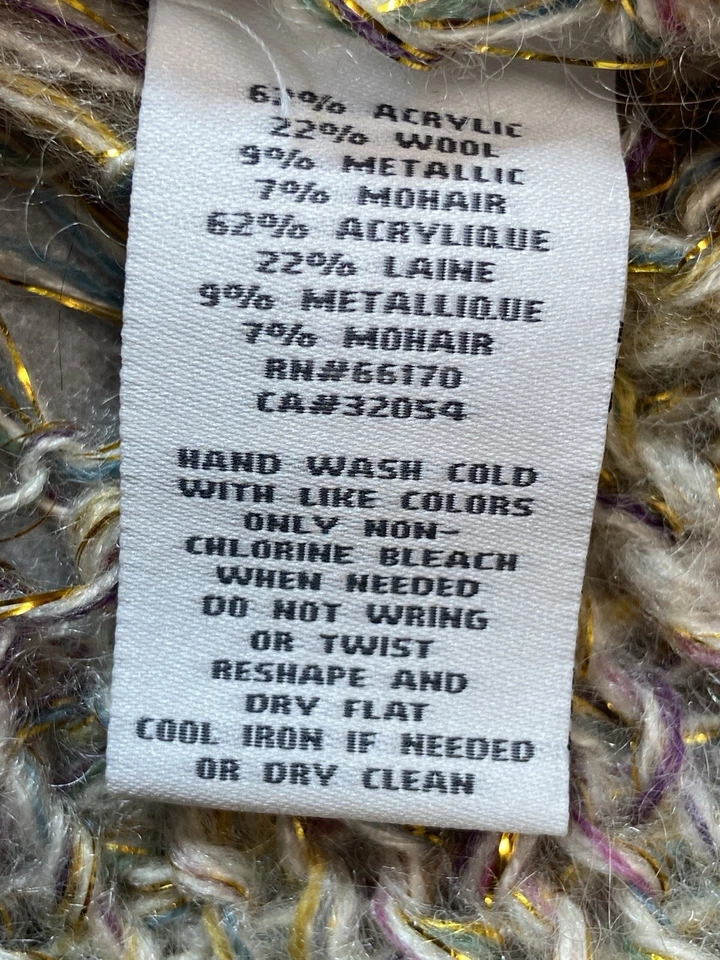 62% ACRYLIC
22% WOOL
9% METALLIC
7% MOHAIR
62% ACRYLIQUE
22% LAINE
9% METALLIQUE
7% MOHAIR
RN#66170
CA#32054
HAND WASH COLD
WITH LIKE COLORS
ONLY NON-
CHLORINE BLEACH
WHEN NEEDED
DO NOT WRING
OR TWIST
RESHAPE AND
DRY FLAT
COOL IRON IF NEEDED
OR DRY CLEAN